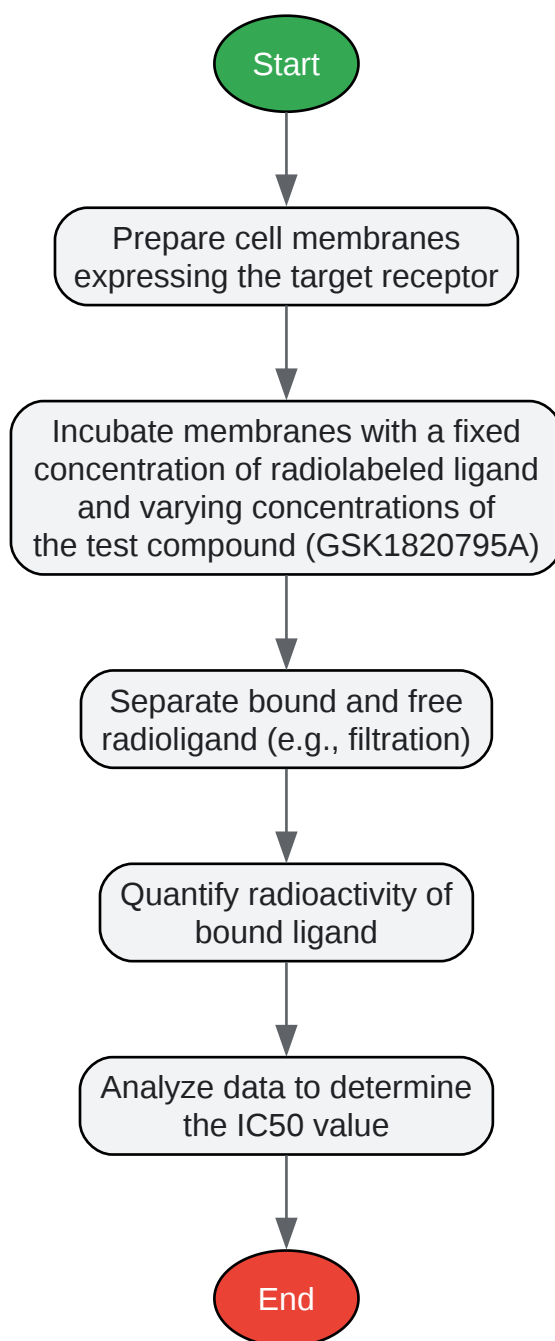 Start
Prepare cell membranes
expressing the target receptor
Incubate membranes with a fixed
concentration of radiolabeled ligand
and varying concentrations of
the test compound (GSK1820795A)
Separate bound and free
radioligand (e.g., filtration)
Quantify radioactivity of
bound ligand
Analyze data to determine
the IC50 value
End